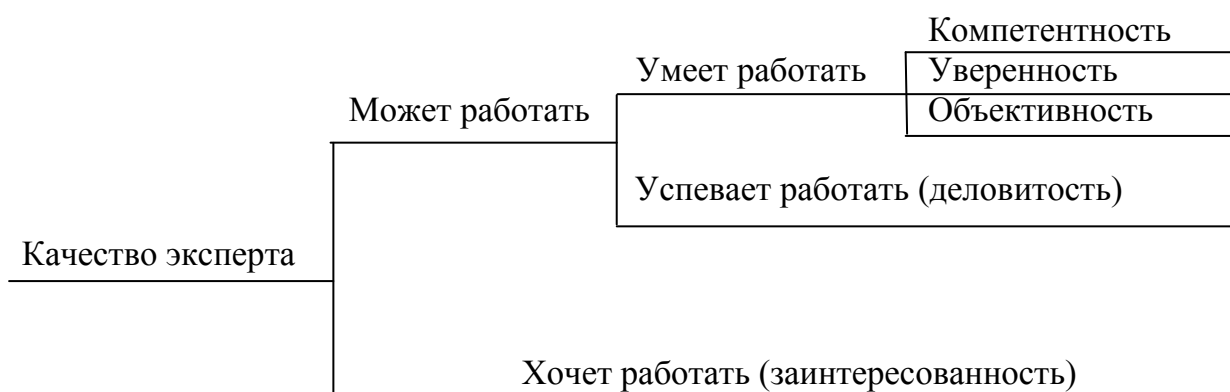 Компетентность
Умеет работать
Уверенность
Может работать
Объективность
Успевает работать (деловитость)
Качество эксперта
Хочет работать (заинтересованность)